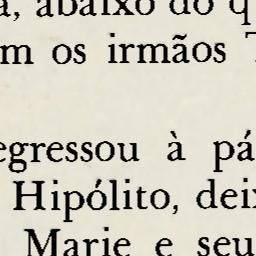 a, abaixo do q
m os irmãos T
egressou à pá
Hipólito, deix
Marie e seu